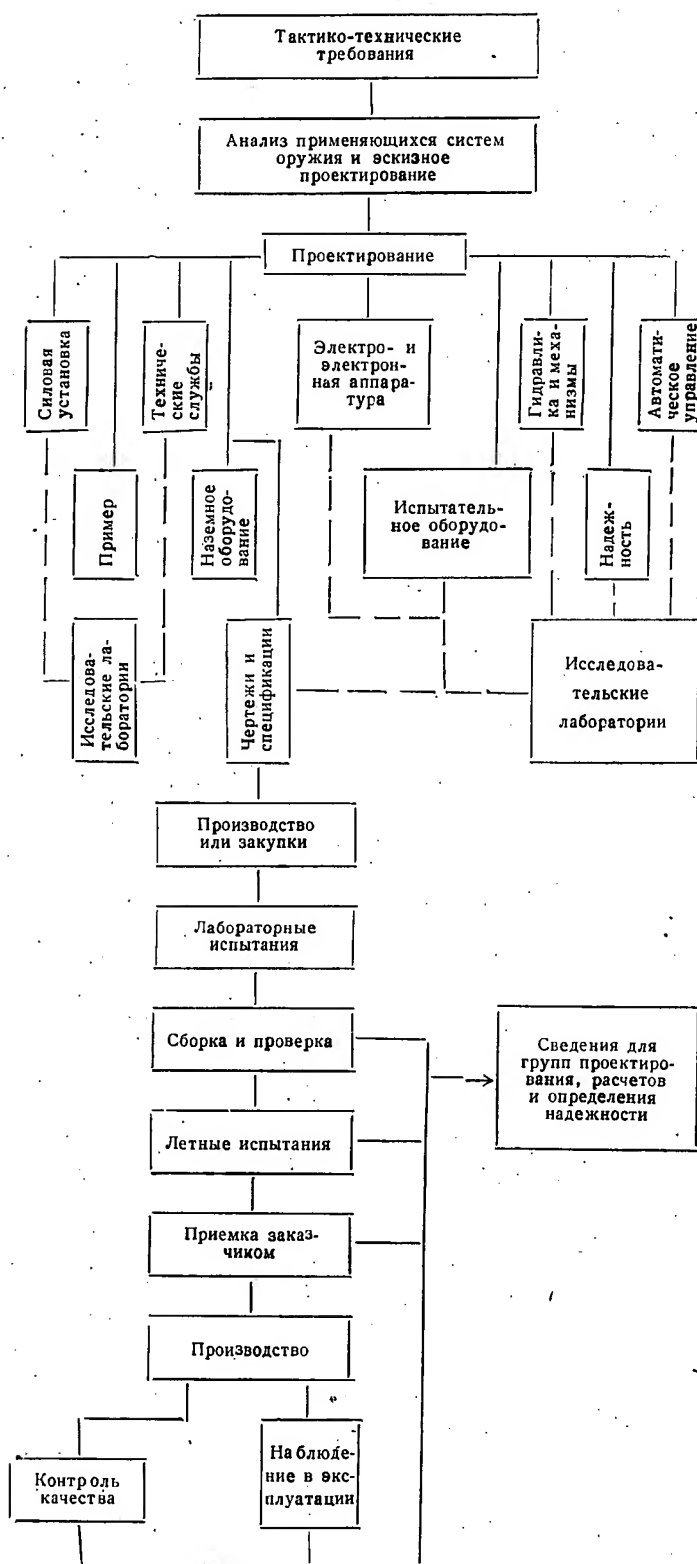 Тактико-технические
требования
Анализ применяющихся систем
оружия и эскизное
проектирование
Проектирование
Силовая
установка
Техниче-
ские
службы
Электро- и
электрон-
ная аппара-
тура
Гидравли-
ка и меха-
низмы
Автомати-
ческое
управление
Пример
Наземное
оборудо-
вание
Испытатель-
ное оборудо-
вание
Надеж-
ность
Исследова-
тельские ла-
боратории
Чертежи и
спецификации
Исследова-
тельские
лаборатории
Производство
или закупки
Лабораторные
испытания
Сборка и проверка
Сведения для
групп проектиро-
вания, расчетов
и определения
надежности
Летные испытания
Приемка заказ-
чиком
Производство
Контроль
качества
Наблюде-
ние в экс-
плуатации